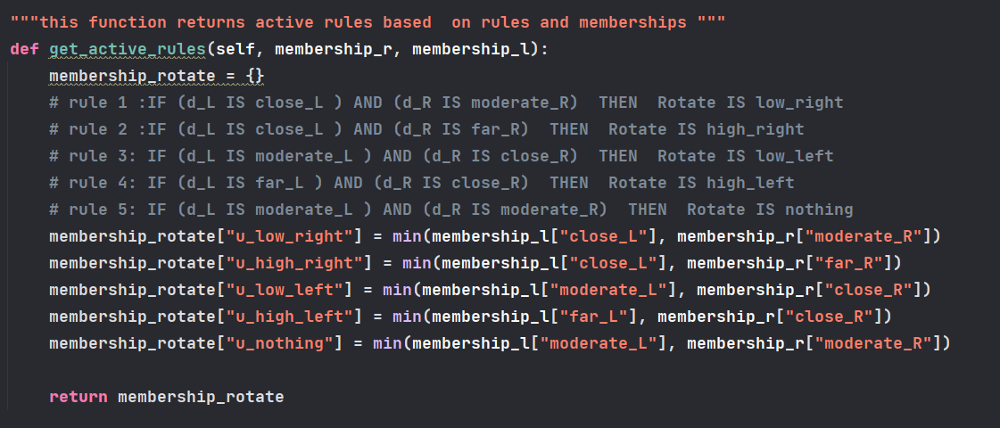 """this function returns active rules based  on rules and memberships """
def get_active_rules(self, membership_r, membership_l):
    membership_rotate = {}
    # rule 1 :IF (d_L IS close_L ) AND (d_R IS moderate_R)  THEN  Rotate IS low_right
    # rule 2 :IF (d_L IS close_L ) AND (d_R IS far_R)  THEN  Rotate IS high_right
    # rule 3: IF (d_L IS moderate_L ) AND (d_R IS close_R)  THEN  Rotate IS low_left
    # rule 4: IF (d_L IS far_L ) AND (d_R IS close_R)  THEN  Rotate IS high_left
    # rule 5: IF (d_L IS moderate_L ) AND (d_R IS moderate_R)  THEN  Rotate IS nothing
    membership_rotate["u_low_right"] = min(membership_l["close_L"], membership_r["moderate_R"])
    membership_rotate["u_high_right"] = min(membership_l["close_L"], membership_r["far_R"])
    membership_rotate["u_low_left"] = min(membership_l["moderate_L"], membership_r["close_R"])
    membership_rotate["u_high_left"] = min(membership_l["far_L"], membership_r["close_R"])
    membership_rotate["u_nothing"] = min(membership_l["moderate_L"], membership_r["moderate_R"])
    return membership_rotate